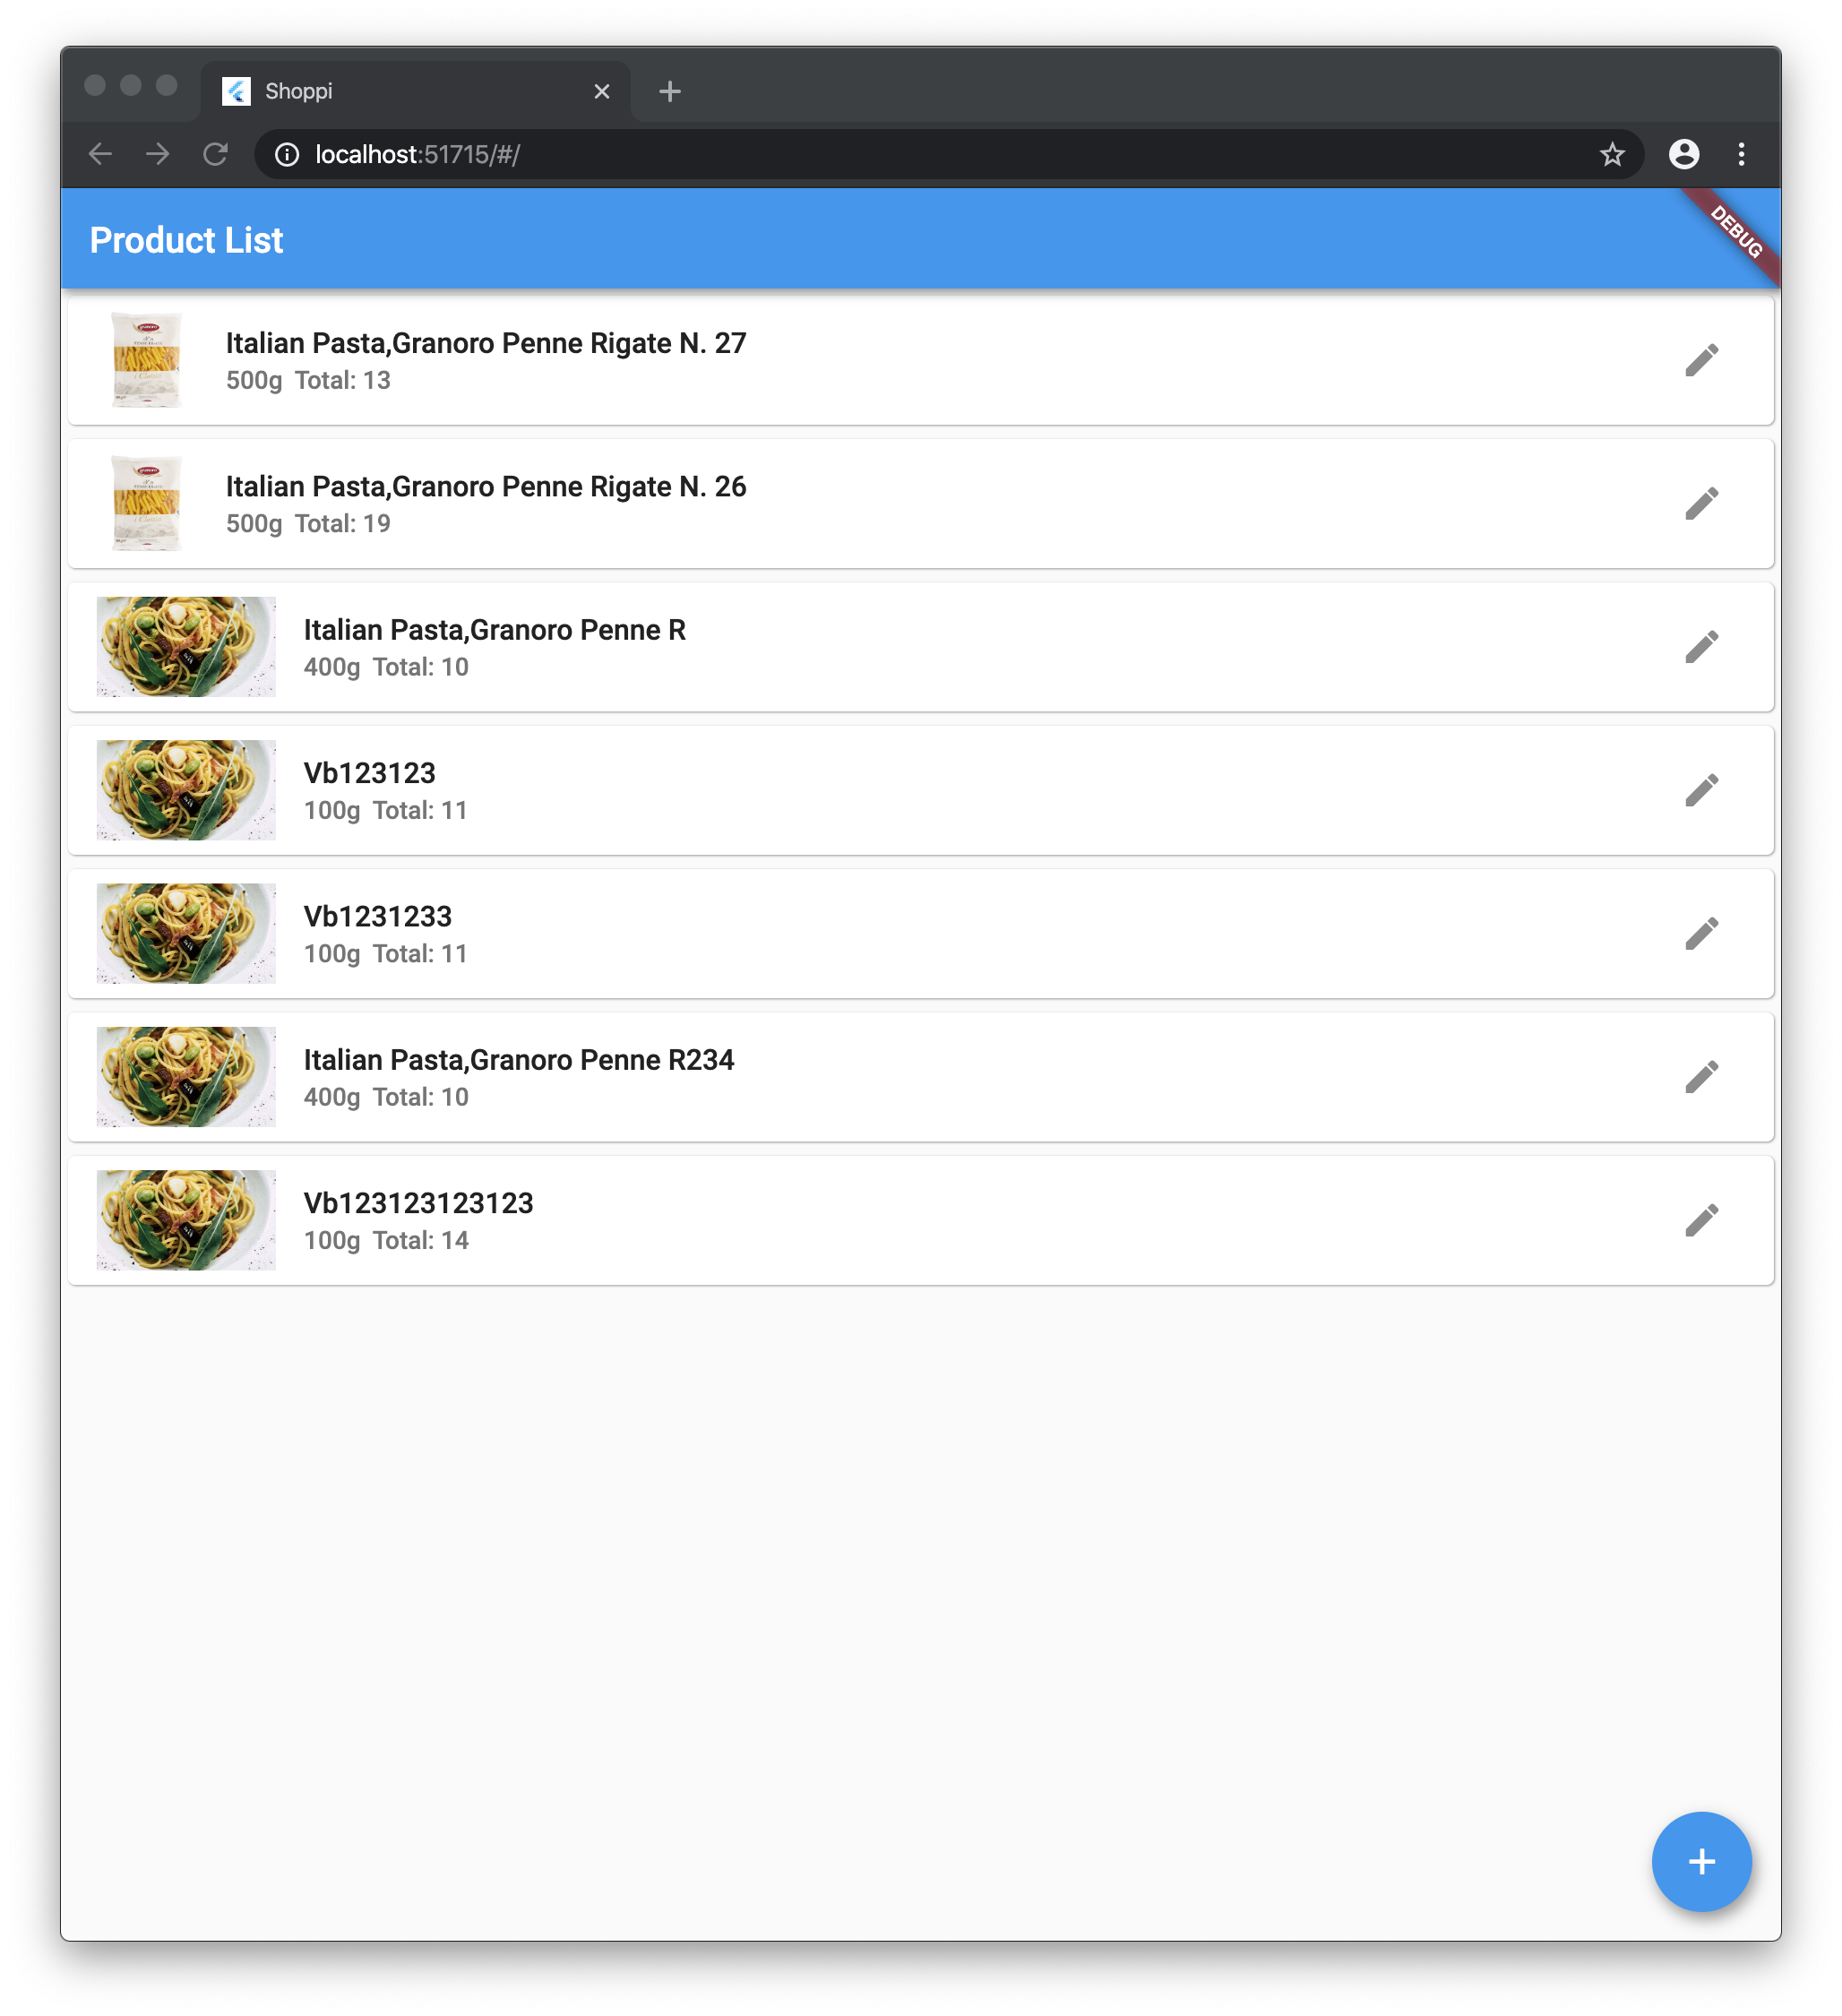 Shoppi
localhost:51715/#/
Product List
DEBUG
Italian Pasta,Granoro Penne Rigate N. 27
500g Total: 13
Italian Pasta,Granoro Penne Rigate N. 26
500g Total: 19
Italian Pasta,Granoro Penne R
400g Total: 10
Vb123123
100g Total: 11
Vb1231233
100g Total: 11
Italian Pasta,Granoro Penne R234
400g Total: 10
Vb123123123123
100g Total: 14